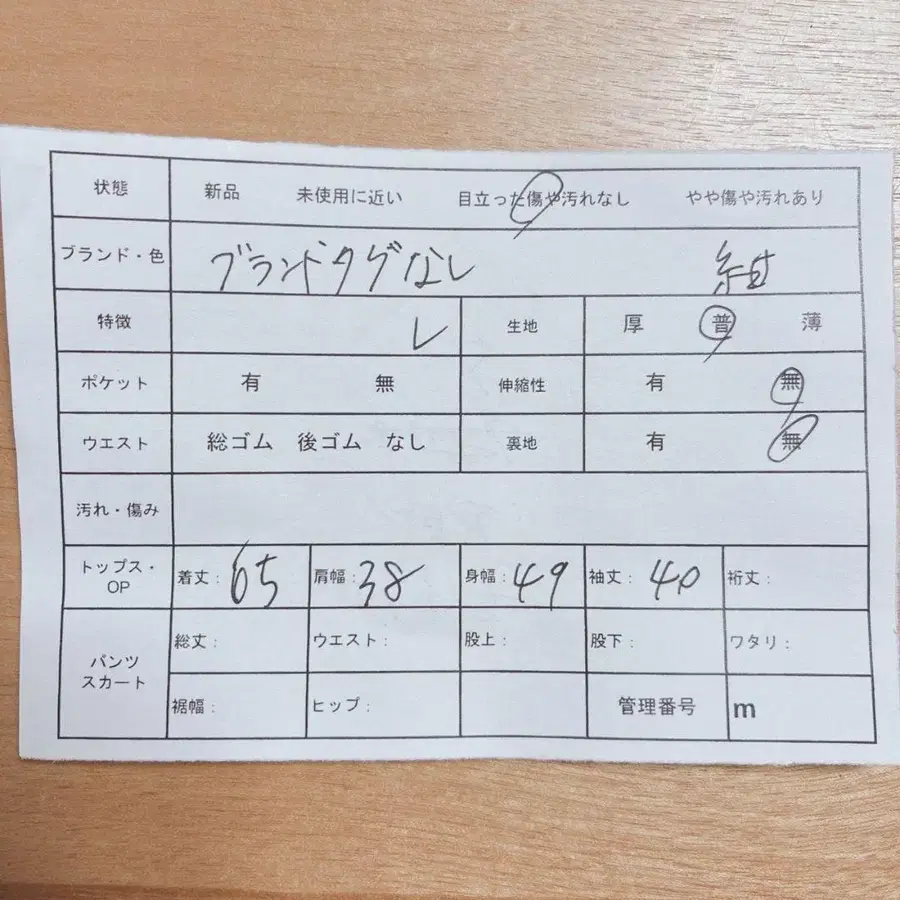 状態 新品 未使用に近い 目立った傷や汚れなし やや傷や汚れあり
ブランド・色 ブランドタグなし 紺
特徴 レ 生地 厚 普 薄
ポケット 有 無 伸縮性 有 無
ウエスト 総ゴム 後ゴム なし 裏地 有 無
汚れ・傷み
トップス・OP 着丈: 65 肩幅: 38 身幅: 49 袖丈: 40 裄丈:
パンツ スカート 総丈: ウエスト: 股上: 股下: ワタリ:
裾幅: ヒップ: 管理番号 m